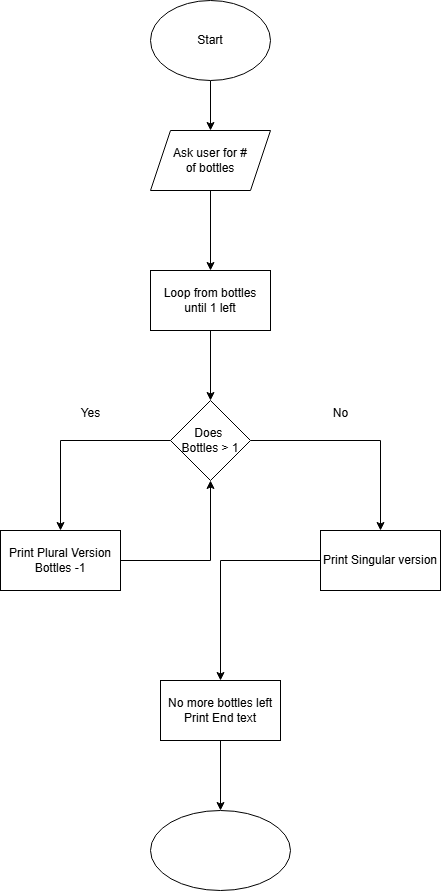 Start
Ask user for #
of bottles
Loop from bottles
until 1 left
Yes
No
Does
Bottles > 1
Print Plural Version
Bottles -1
Print Singular version
No more bottles left
Print End text